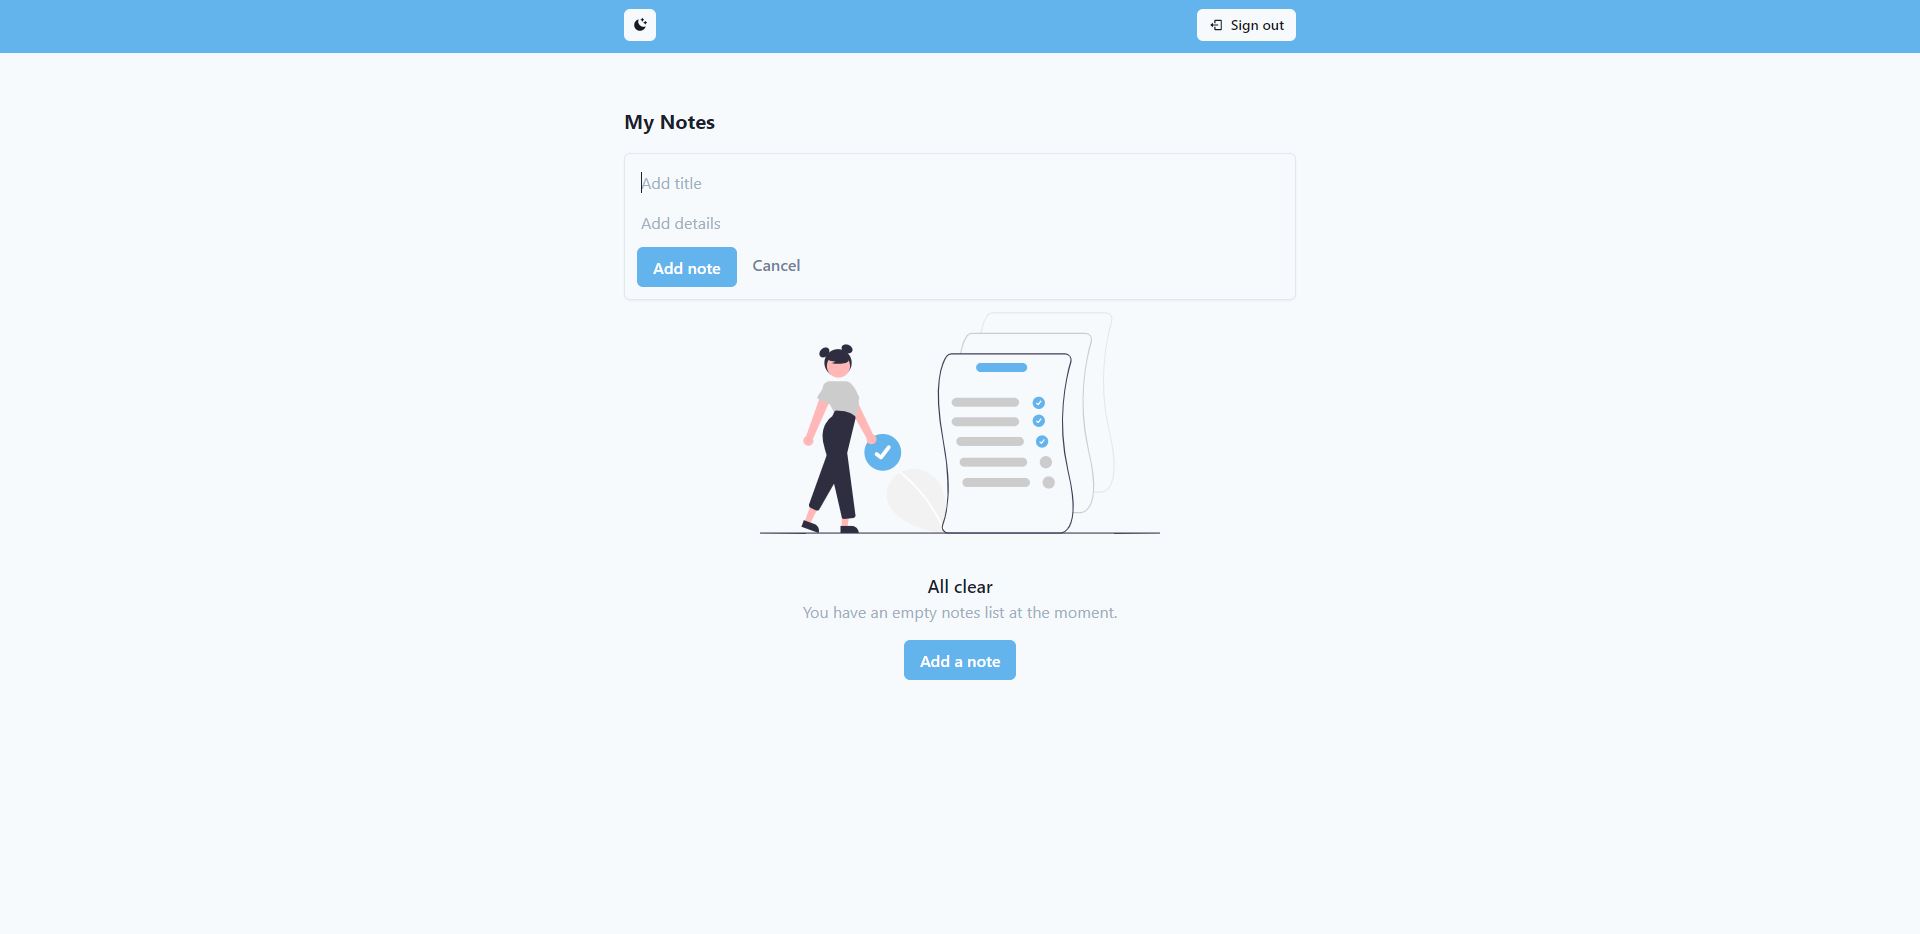 Sign out
My Notes
Add title
Add details
Add note
Cancel
All clear
You have an empty notes list at the moment.
Add a note